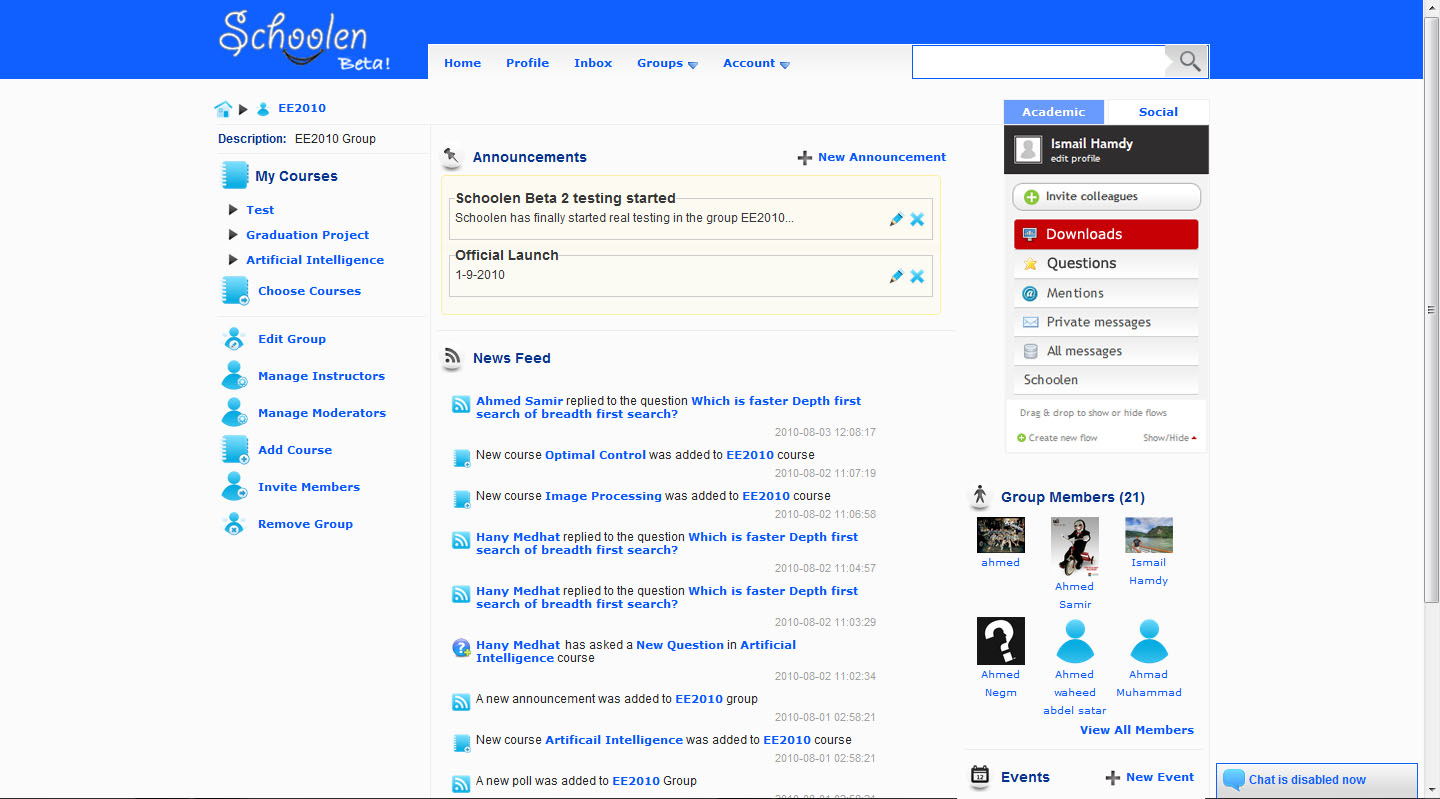 Schoolen
Beta!
Home Profile Inbox Groups Account
EE2010
Description: EE2010 Group
My Courses
Test
Graduation Project
Artificial Intelligence
Choose Courses
Edit Group
Manage Instructors
Manage Moderators
Add Course
Invite Members
Remove Group
Announcements
New Announcement
Schoolen Beta 2 testing started
Schoolen has finally started real testing in the group EE2010...
Official Launch
1-9-2010
News Feed
Ahmed Samir replied to the question Which is faster Depth first
search of breadth first search?
2010-08-03 12:08:17
New course Optimal Control was added to EE2010 course
2010-08-02 11:07:19
New course Image Processing was added to EE2010 course
2010-08-02 11:06:58
Hany Medhat replied to the question Which is faster Depth first
search of breadth first search?
2010-08-02 11:04:57
Hany Medhat replied to the question Which is faster Depth first
search of breadth first search?
2010-08-02 11:03:29
Hany Medhat has asked a New Question in Artificial
Intelligence course
2010-08-02 11:02:34
A new announcement was added to EE2010 group
2010-08-01 02:58:21
New course Artificail Intelligence was added to EE2010 course
2010-08-01 02:58:21
A new poll was added to EE2010 Group
Academic Social
Ismail Hamdy
edit profile
Invite colleagues
Downloads
Questions
Mentions
Private messages
All messages
Schoolen
Drag & drop to show or hide flows
Create new flow Show/Hide
Group Members (21)
ahmed
Ahmed
Samir
Ismail
Hamdy
Ahmed
Negm
Ahmed
waheed
abdel satar
Ahmad
Muhammad
View All Members
12
Events
New Event
Chat is disabled now